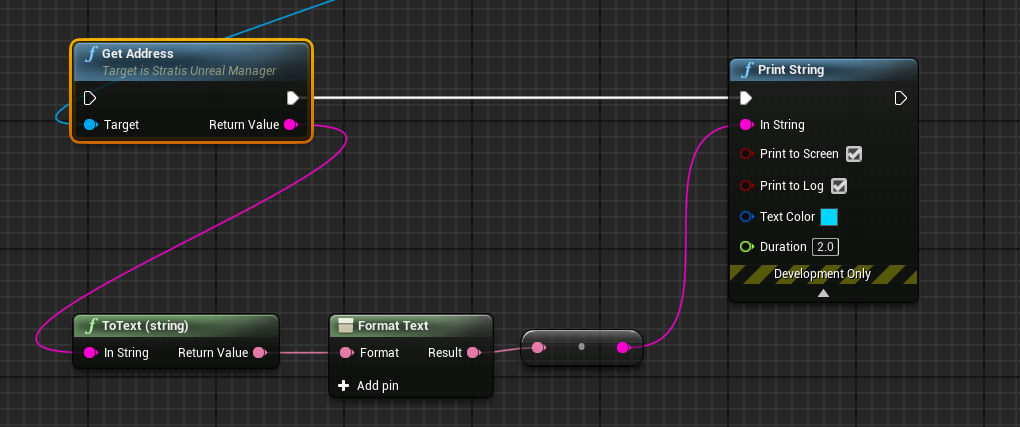 Get Address
Target is Stratis Unreal Manager
Target
Return Value
Print String
In String
Print to Screen
Print to Log
Text Color
Duration 2.0
Development Only
ToText (string)
In String
Return Value
Format Text
Format
Result
Add pin